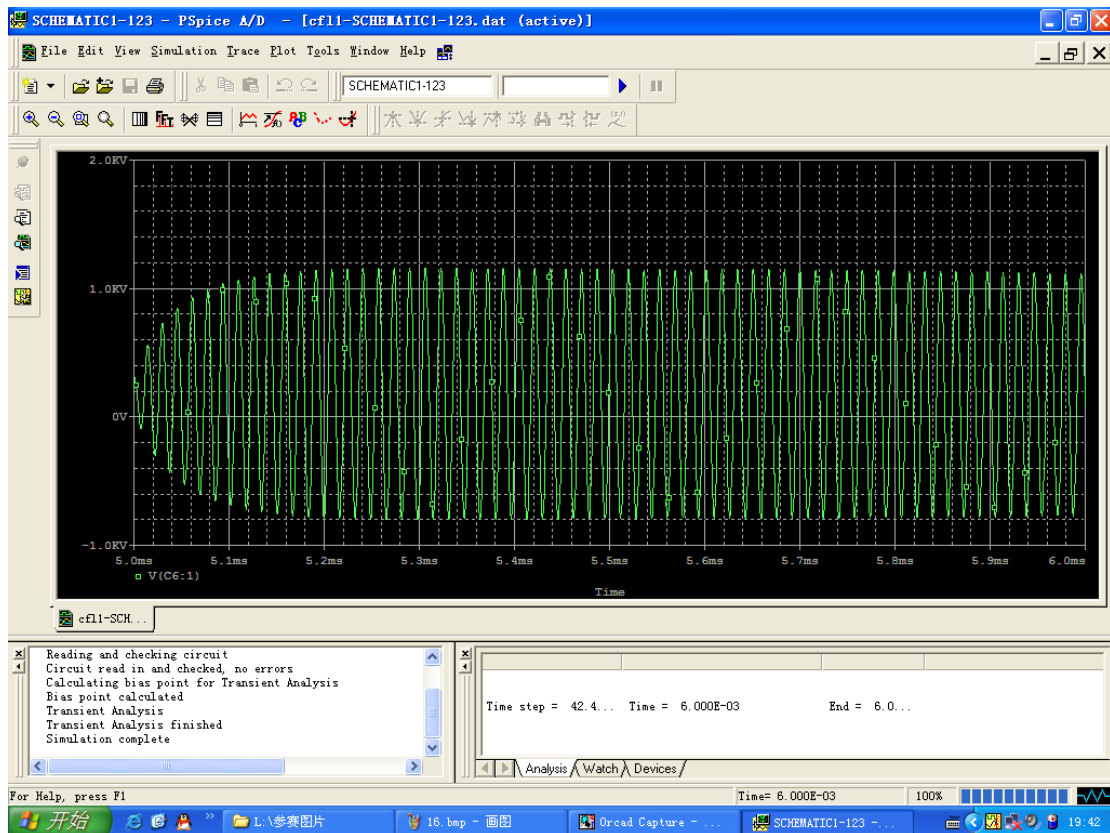 SCHEMATIC1-123 - PSpice A/D - [cfl1-SCHEMATIC1-123.dat (active)]
File Edit View Simulation Trace Plot Tools Window Help
SCHEMATIC1-123
FFT
2.0KV
1.0KV
0V
-1.0KV
5.0ms 5.1ms 5.2ms 5.3ms 5.4ms 5.5ms 5.6ms 5.7ms 5.8ms 5.9ms 6.0ms
V(C6:1)
Time
cfl1-SCH...
Reading and checking circuit
Circuit read in and checked, no errors
Calculating bias point for Transient Analysis
Bias point calculated
Transient Analysis
Transient Analysis finished
Simulation complete
Time step = 42.4... Time = 6.000E-03 End = 6.0...
Analysis Watch Devices
For Help, press F1
Time= 6.000E-03 100%
开始 L:\参赛图片 16.bmp - 画图 Orcad Capture - ... SCHEMATIC1-123 -... 19:42